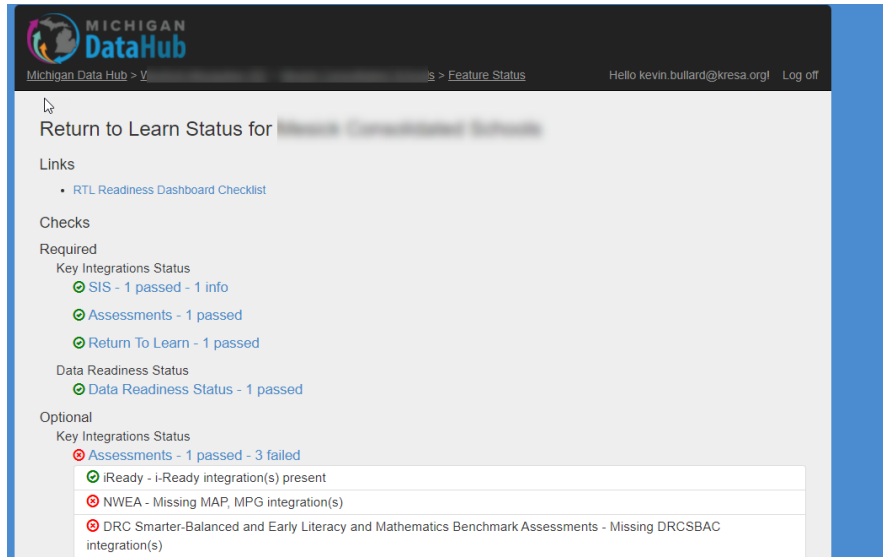 MICHIGAN
DataHub
Michigan Data Hub > > Feature Status Hello kevin.bullard@kresa.org! Log off
Return to Learn Status for
Links
• RTL Readiness Dashboard Checklist
Checks
Required
Key Integrations Status
SIS - 1 passed - 1 info
Assessments - 1 passed
Return To Learn - 1 passed
Data Readiness Status
Data Readiness Status - 1 passed
Optional
Key Integrations Status
Assessments - 1 passed - 3 failed
iReady - i-Ready integration(s) present
NWEA - Missing MAP, MPG integration(s)
DRC Smarter-Balanced and Early Literacy and Mathematics Benchmark Assessments - Missing DRCSBAC
integration(s)